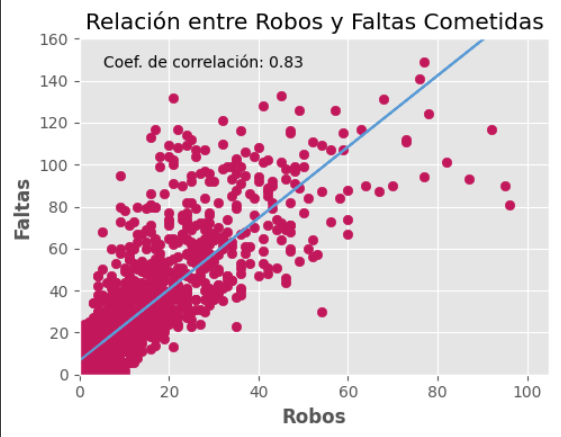 Relación entre Robos y Faltas Cometidas
Coef. de correlación: 0.83
160
140
120
100
80
60
40
20
0
Faltas
0 20 40 60 80 100
Robos